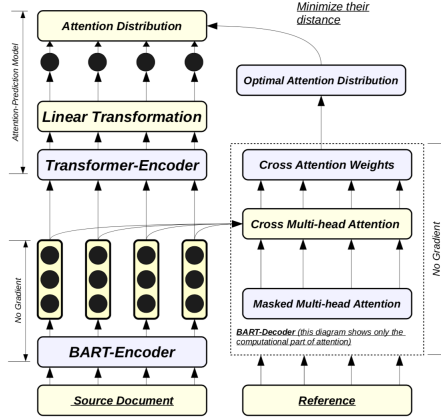 Minimize their
distance
Attention Distribution
Optimal Attention Distribution
Attention-Prediction Model
Linear Transformation
Transformer-Encoder
Cross Attention Weights
Cross Multi-head Attention
No Gradient
No Gradient
Masked Multi-head Attention
BART-Decoder (this diagram shows only the
computational part of attention)
BART-Encoder
Source Document
Reference